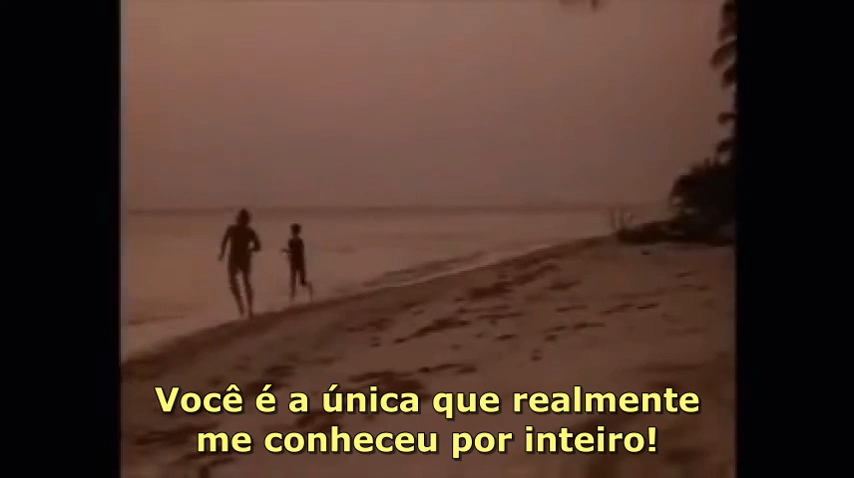 Você é a única que realmente
me conheceu por inteiro!